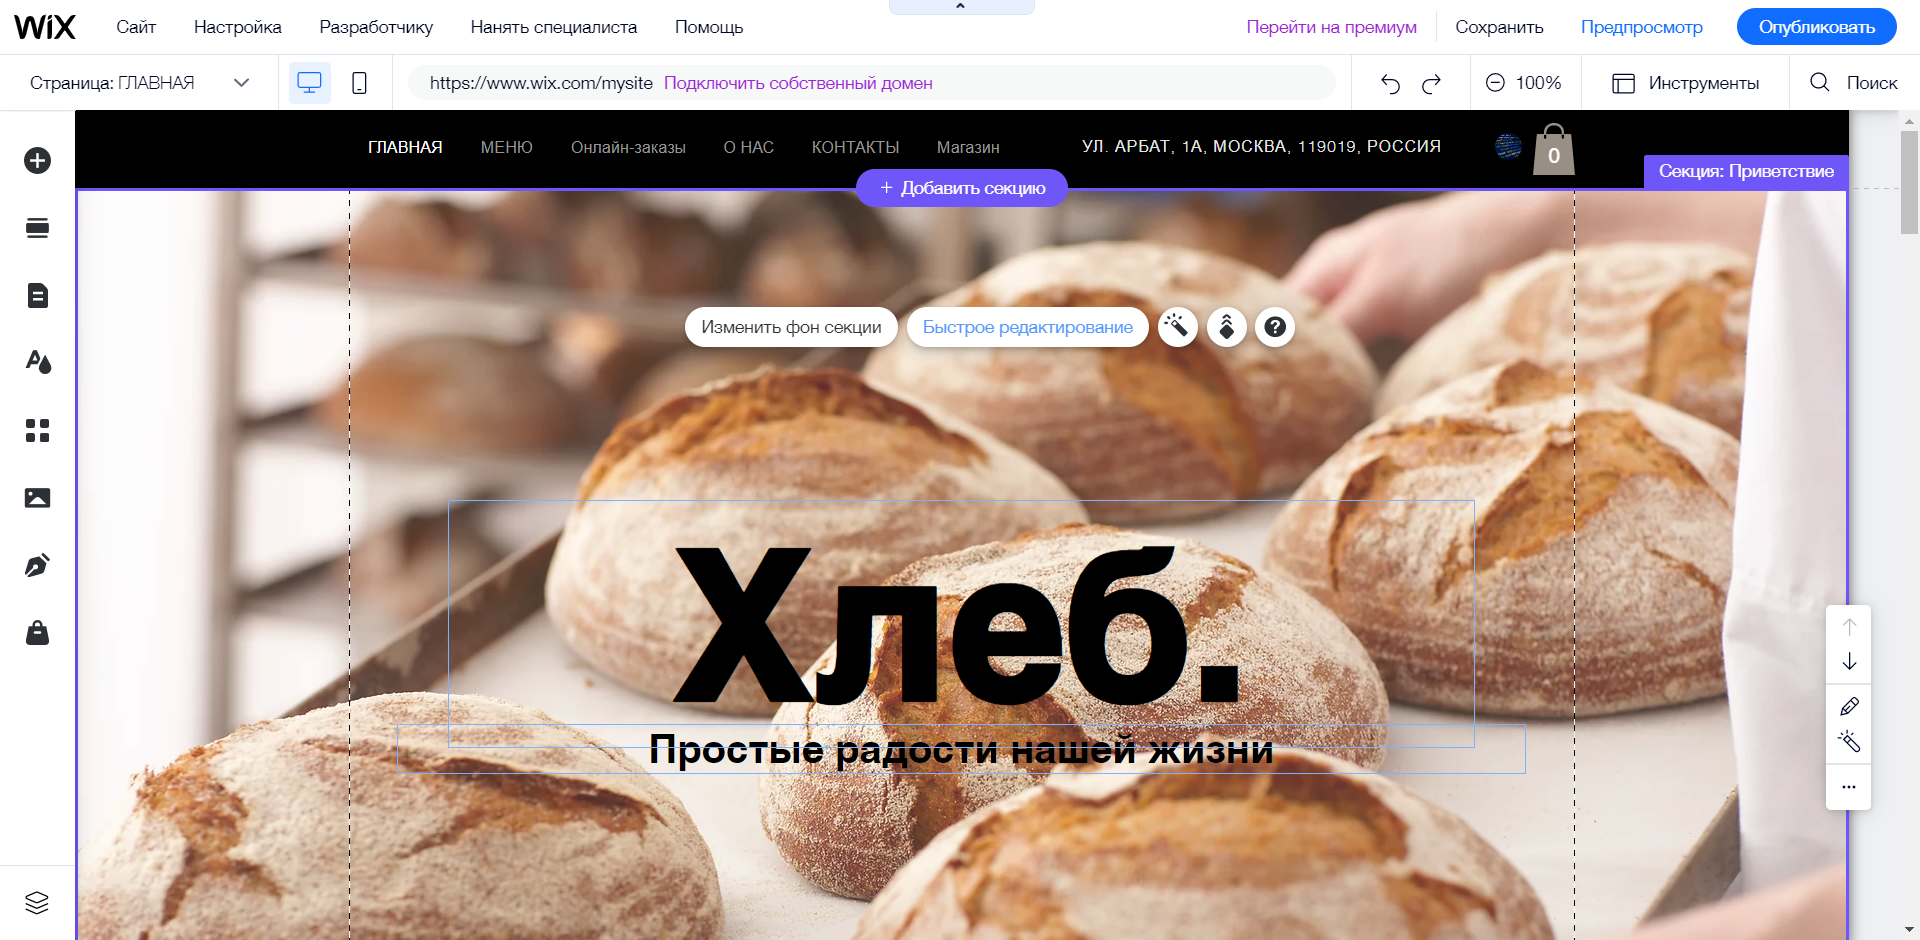 WiX Сайт Настройка Разработчику Нанять специалиста Помощь Перейти на премиум Сохранить Предпросмотр Опубликовать
Страница: ГЛАВНАЯ https://www.wix.com/mysite Подключить собственный домен 100% Инструменты Поиск
ГЛАВНАЯ МЕНЮ Онлайн-заказы О НАС КОНТАКТЫ Магазин УЛ. АРБАТ, 1А, МОСКВА, 119019, РОССИЯ 0
Секция: Приветствие
+ Добавить секцию
Изменить фон секции Быстрое редактирование ?
Хлеб.
Простые радости нашей жизни